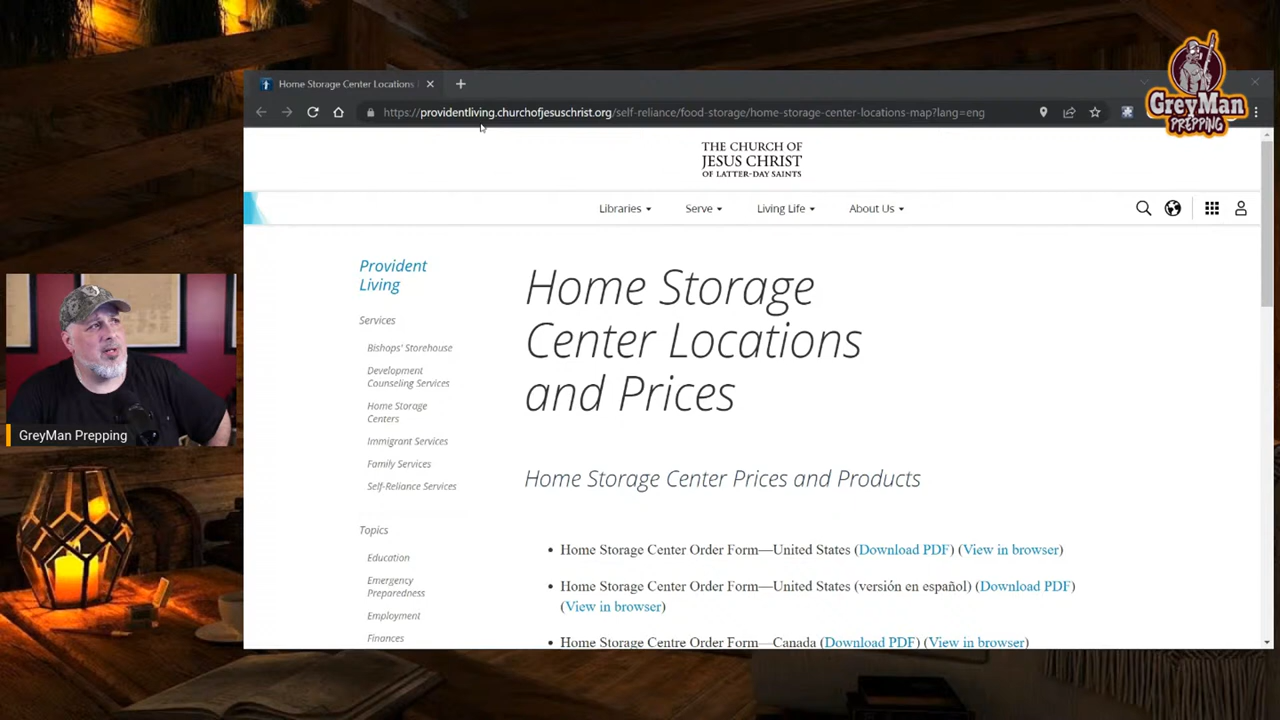 GreyMan
PREPPING
Home Storage Center Locations
https://providentliving.churchofjesuschrist.org/self-reliance/food-storage/home-storage-center-locations-map?lang=eng
THE CHURCH OF
JESUS CHRIST
OF LATTER-DAY SAINTS
Libraries Serve Living Life About Us
Provident
Living
Services
Bishops' Storehouse
Development
Counseling Services
Home Storage
Centers
Immigrant Services
Family Services
Self-Reliance Services
Topics
Education
Emergency
Preparedness
Employment
Finances
Home Storage
Center Locations
and Prices
Home Storage Center Prices and Products
• Home Storage Center Order Form—United States (Download PDF) (View in browser)
• Home Storage Center Order Form—United States (versión en español) (Download PDF)
(View in browser)
• Home Storage Centre Order Form—Canada (Download PDF) (View in browser)
GreyMan Prepping